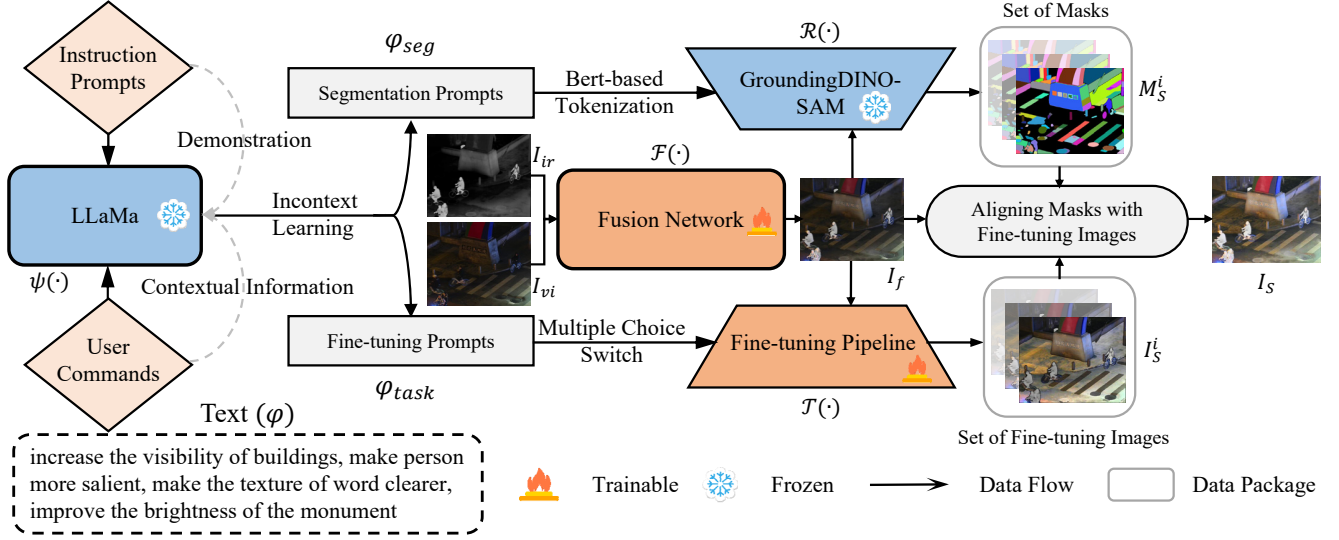 Instruction
Prompts
Demonstration
LLaMa
ψ(·)
Contextual Information
User
Commands
Text (φ)
increase the visibility of buildings, make person
more salient, make the texture of word clearer,
improve the brightness of the monument
Incontext
Learning
φ_seg
Segmentation Prompts
Bert-based
Tokenization
I_ir
I_vi
Fine-tuning Prompts
φ_task
Multiple Choice
Switch
ℛ(·)
GroundingDINO-
SAM
ℱ(·)
Fusion Network
I_f
Fine-tuning Pipeline
𝒯(·)
Set of Masks
M_S^i
Aligning Masks with
Fine-tuning Images
I_S
I_S^i
Set of Fine-tuning Images
Trainable
Frozen
Data Flow
Data Package